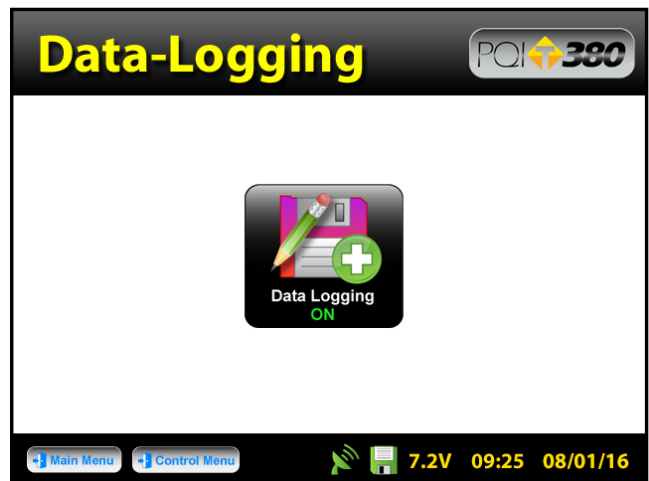 Data-Logging
PQI T 380
Data Logging
ON
Main Menu
Control Menu
7.2V 09:25 08/01/16